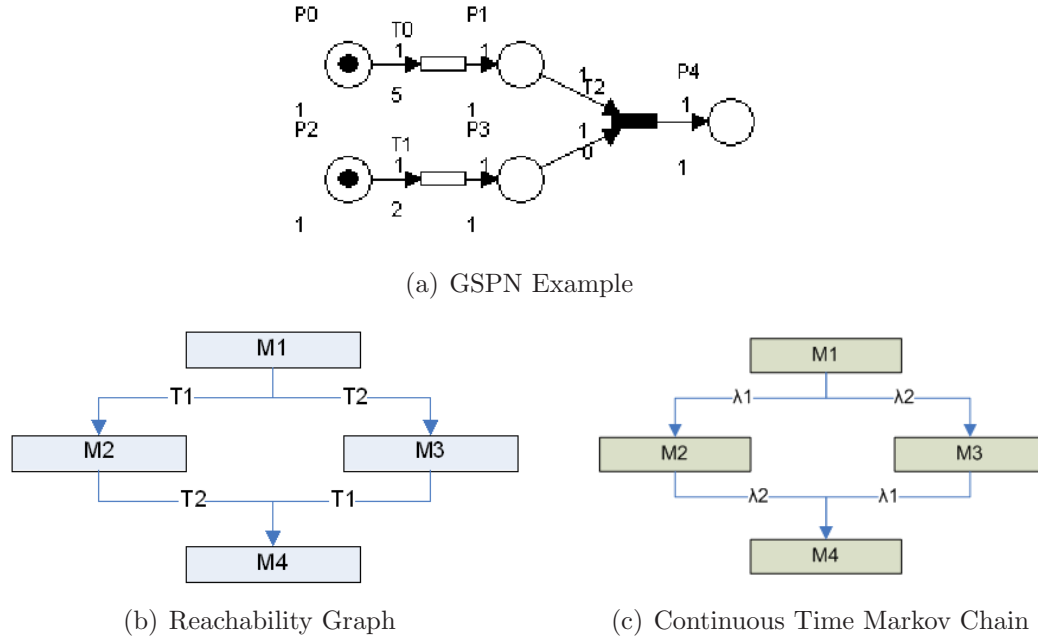 P0 P1
T0
1 1
5
1 1
1 T2
P4
1
P2 P3
T1
1 1
1
0
2
1 1
1
(a) GSPN Example
M1
T1 T2
M2 M3
T2 T1
M4
(b) Reachability Graph
M1
λ1 λ2
M2 M3
λ2 λ1
M4
(c) Continuous Time Markov Chain